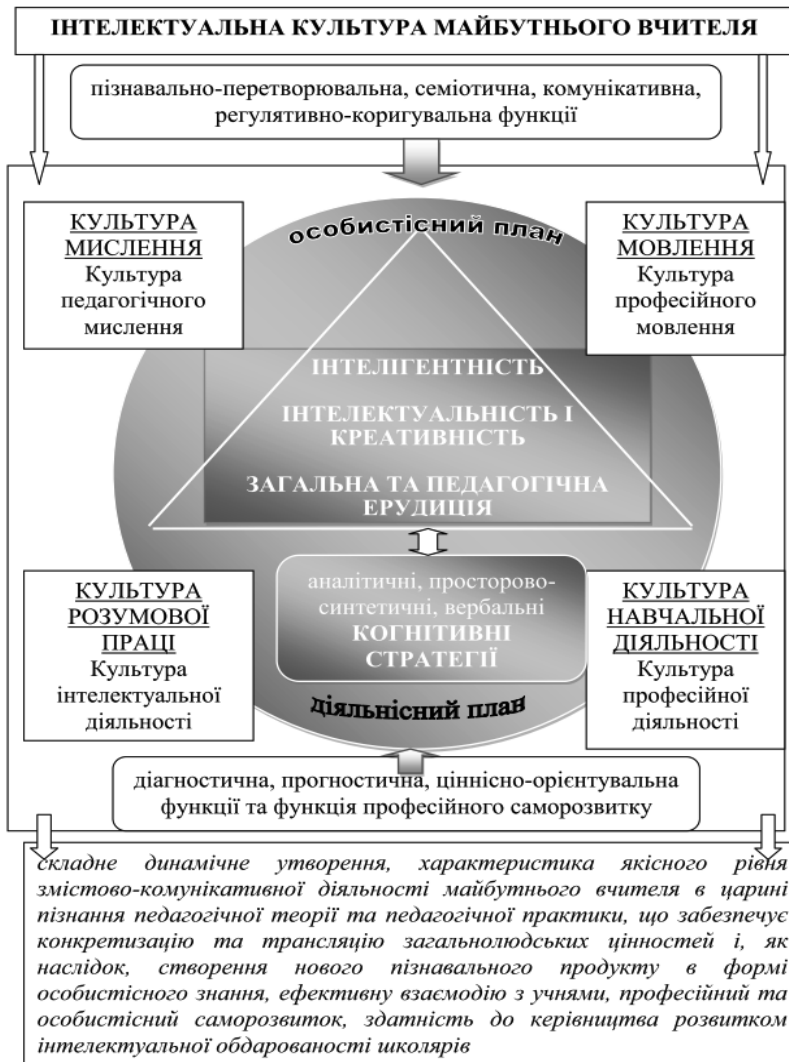 ІНТЕЛЕКТУАЛЬНА КУЛЬТУРА МАЙБУТНЬОГО ВЧИТЕЛЯ
пізнавально-перетворювальна, семіотична, комунікативна,
регулятивно-коригувальна функції
особистісний план
КУЛЬТУРА
МИСЛЕННЯ
Культура
педагогічного
мислення
КУЛЬТУРА
МОВЛЕННЯ
Культура
професійного
мовлення
ІНТЕЛІГЕНТНІСТЬ
ІНТЕЛЕКТУАЛЬНІСТЬ І
КРЕАТИВНІСТЬ
ЗАГАЛЬНА ТА ПЕДАГОГІЧНА
ЕРУДИЦІЯ
КУЛЬТУРА
РОЗУМОВОЇ
ПРАЦІ
Культура
інтелектуальної
діяльності
аналітичні, просторово-
синтетичні, вербальні
КОГНІТИВНІ
СТРАТЕГІЇ
КУЛЬТУРА
НАВЧАЛЬНОЇ
ДІЯЛЬНОСТІ
Культура
професійної
діяльності
діяльнісний план
діагностична, прогностична, ціннісно-орієнтувальна
функції та функція професійного саморозвитку
складне динамічне утворення, характеристика якісного рівня
змістово-комунікативної діяльності майбутнього вчителя в царині
пізнання педагогічної теорії та педагогічної практики, що забезпечує
конкретизацію та трансляцію загальнолюдських цінностей і, як
наслідок, створення нового пізнавального продукту в формі
особистісного знання, ефективну взаємодію з учнями, професійний та
особистісний саморозвиток, здатність до керівництва розвитком
інтелектуальної обдарованості школярів